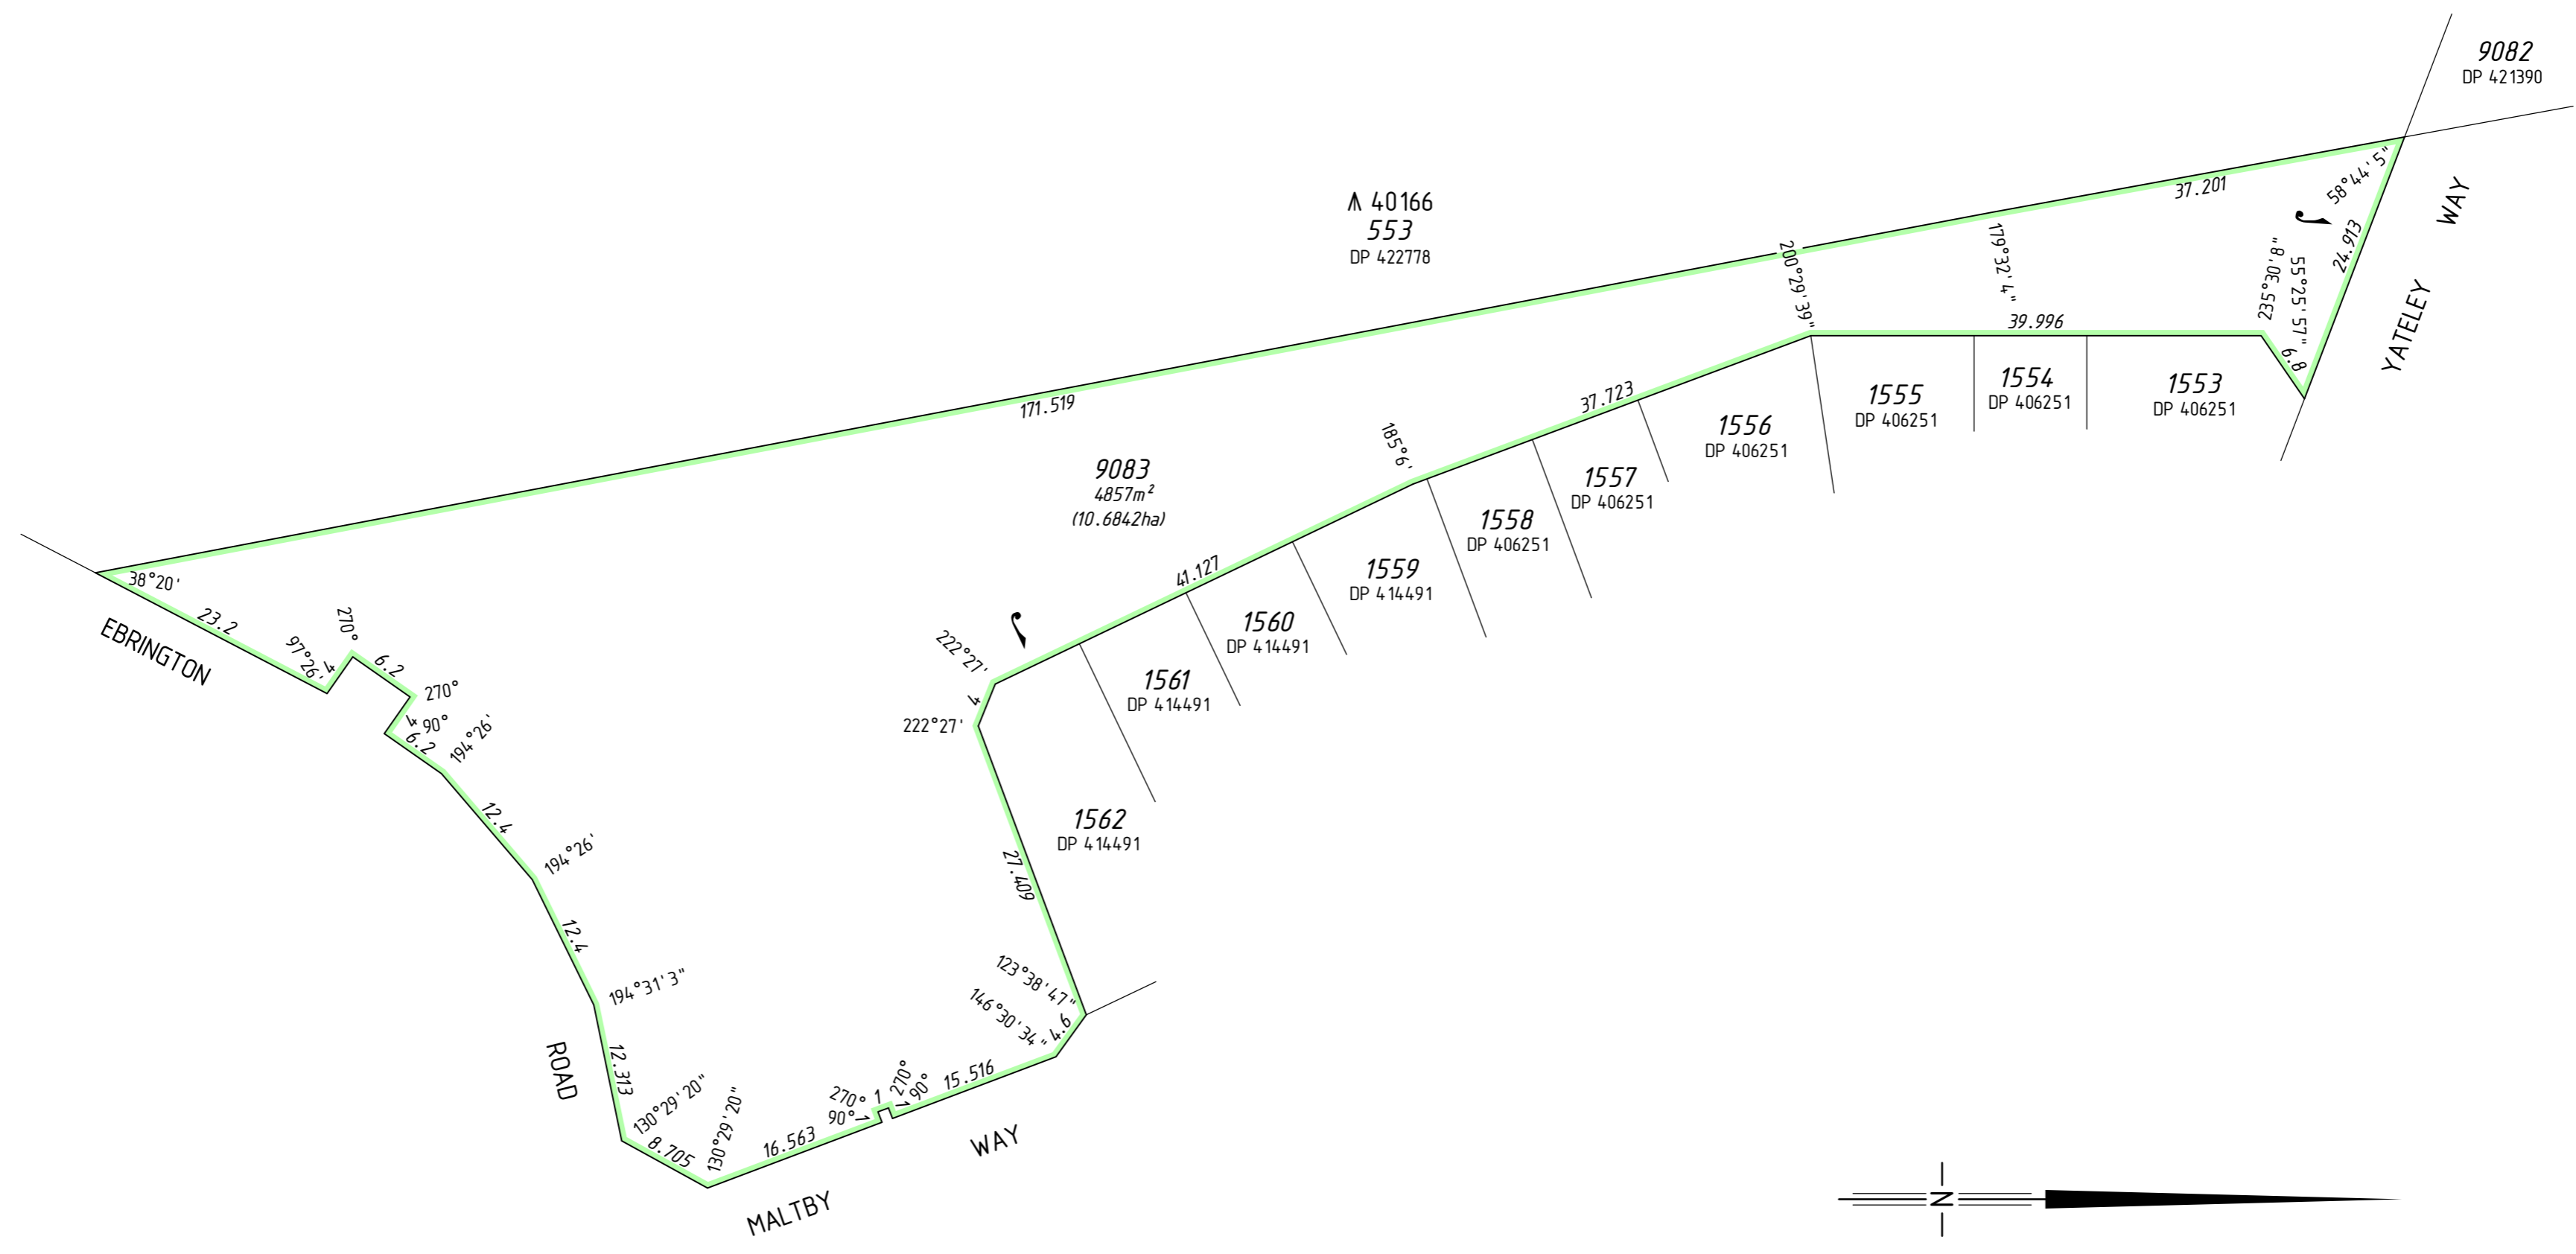 9082
DP 421390
58°44'5"
37.201
WAY
40166
553
DP 422778
24.913
200°29'39"
179°32'4"
235°30'8"
55°25'57"
YATELEY
39.996
6.8
1553
DP 406251
1554
DP 406251
1555
DP 406251
171.519
37.723
1556
DP 406251
185°6'
9083
4857m²
(10.6842ha)
1557
DP 406251
1558
DP 406251
38°20'
41.127
1559
DP 414491
23.2
270°
EBRINGTON
97°26'
4
6.2
222°27'
1560
DP 414491
270°
4
1561
DP 414491
4
90°
6.2
194°26'
222°27'
12.4
194°26'
1562
DP 414491
27.409
12.4
194°31'3"
123°38'47"
146°30'34"
4.6
ROAD
12.313
130°29'20"
130°29'20"
8.705
16.563
270°
90°
1
1
1
270°
90°
15.516
WAY
MALTBY
N